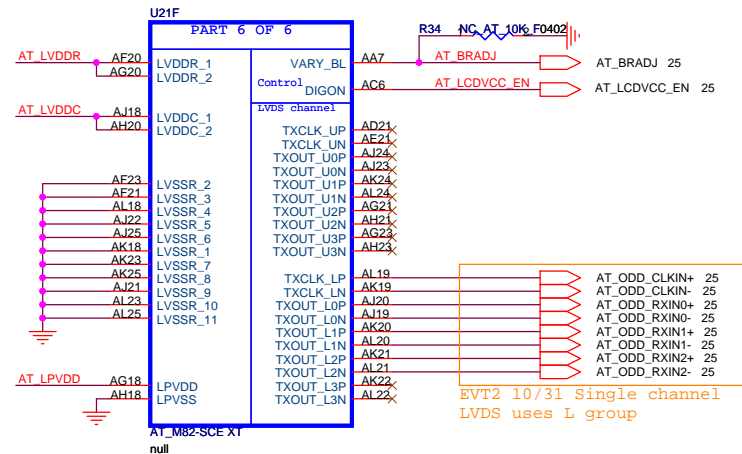 U21F
PART 6 OF 6
R34 NC_AT_10K_F0402
1 2
AT_LVDDR AF20 LVDDR_1 VARY_BL AA7 AT_BRADJ AT_BRADJ 25
AG20 LVDDR_2
Control DIGON AC6 AT_LCDVCC_EN AT_LCDVCC_EN 25
LVDS channel
AT_LVDDC AJ18 LVDDC_1
AH20 LVDDC_2
TXCLK_UP AD21
TXCLK_UN AE21
TXOUT_U0P AJ24
TXOUT_U0N AJ23
AF23 LVSSR_2 TXOUT_U1P AK24
AF21 LVSSR_3 TXOUT_U1N AL24
AL18 LVSSR_4 TXOUT_U2P AG21
AJ22 LVSSR_5 TXOUT_U2N AH21
AJ25 LVSSR_6 TXOUT_U3P AG23
AK18 LVSSR_1 TXOUT_U3N AH23
AK23 LVSSR_7
AK25 LVSSR_8 TXCLK_LP AL19 AT_ODD_CLKIN+ 25
AJ21 LVSSR_9 TXCLK_LN AK19 AT_ODD_CLKIN- 25
AL23 LVSSR_10 TXOUT_L0P AJ20 AT_ODD_RXIN0+ 25
AL25 LVSSR_11 TXOUT_L0N AJ19 AT_ODD_RXIN0- 25
TXOUT_L1P AK20 AT_ODD_RXIN1+ 25
TXOUT_L1N AL20 AT_ODD_RXIN1- 25
TXOUT_L2P AK21 AT_ODD_RXIN2+ 25
TXOUT_L2N AL21 AT_ODD_RXIN2- 25
AT_LPVDD AG18 LPVDD TXOUT_L3P AK22
AH18 LPVSS TXOUT_L3N AL22
EVT2 10/31 Single channel
LVDS uses L group
AT_M82-SCE XT
null